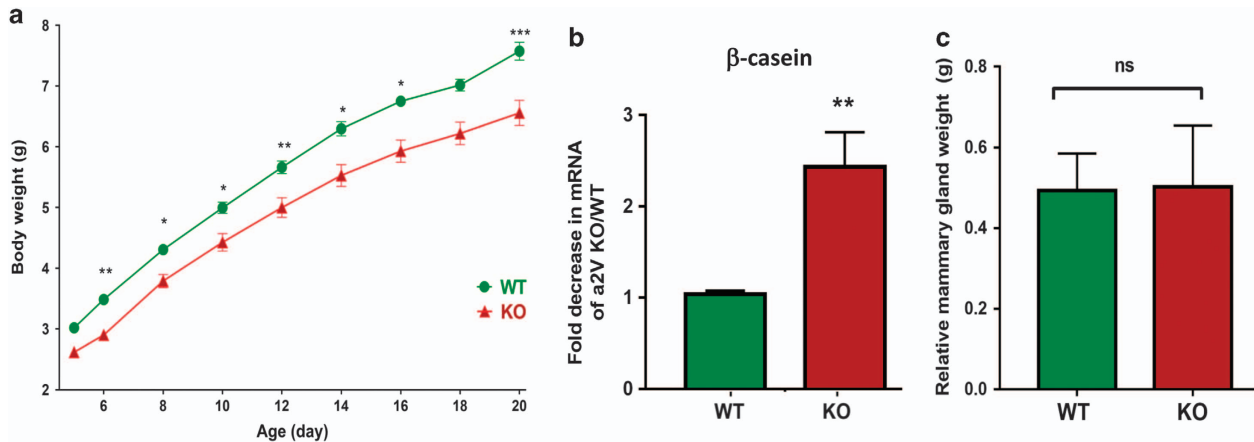 a
Body weight (g)
8
7
6
5
4
3
2
** * * ** * * ***
WT
KO
6 8 10 12 14 16 18 20
Age (day)
b
β-casein
Fold decrease in mRNA
of a2V KO/WT
3
2
1
0
**
WT KO
c
Relative mammary gland weight (g)
0.8
0.6
0.4
0.2
0.0
ns
WT KO